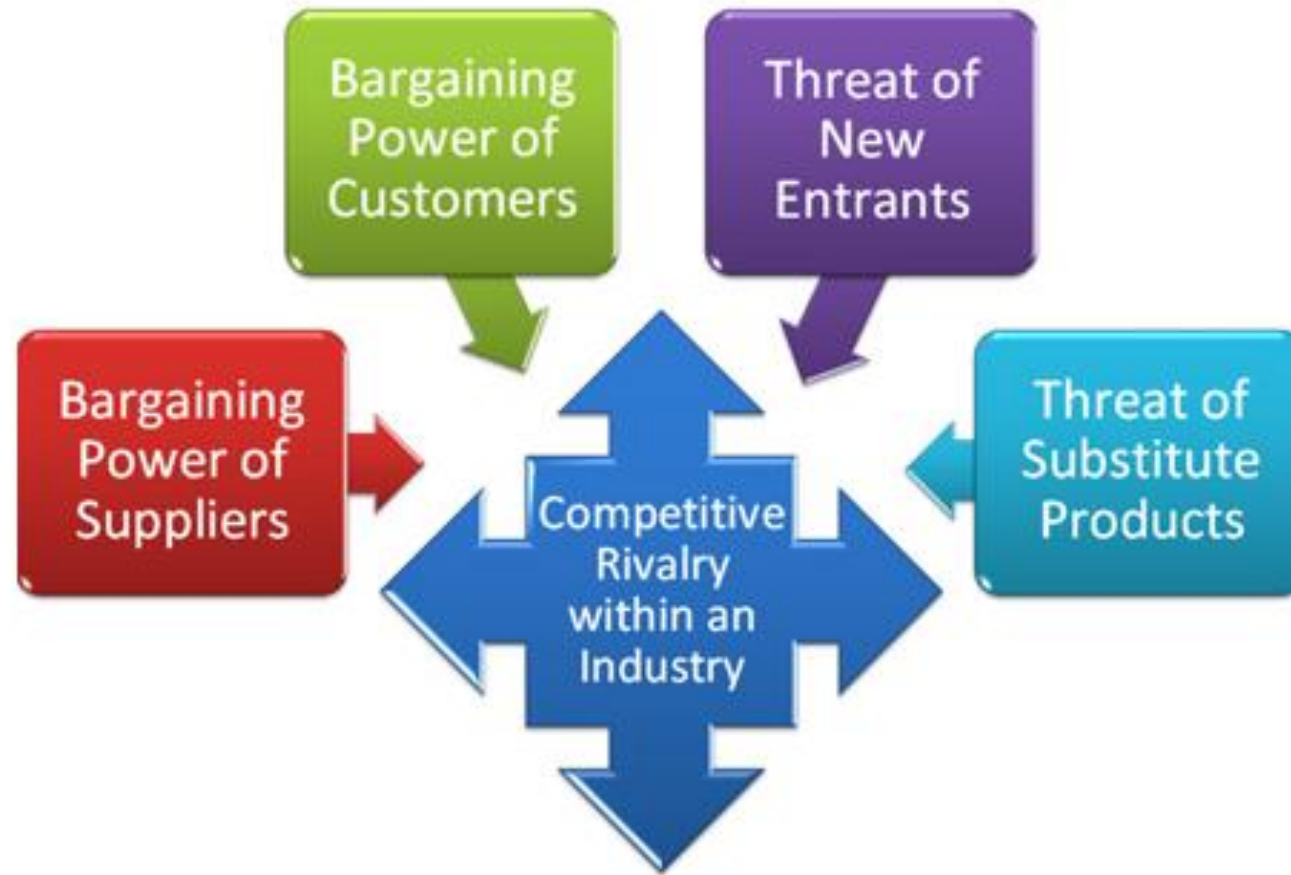 Bargaining
Power of
Customers
Threat of
New
Entrants
Bargaining
Power of
Suppliers
Threat of
Substitute
Products
Competitive
Rivalry
within an
Industry